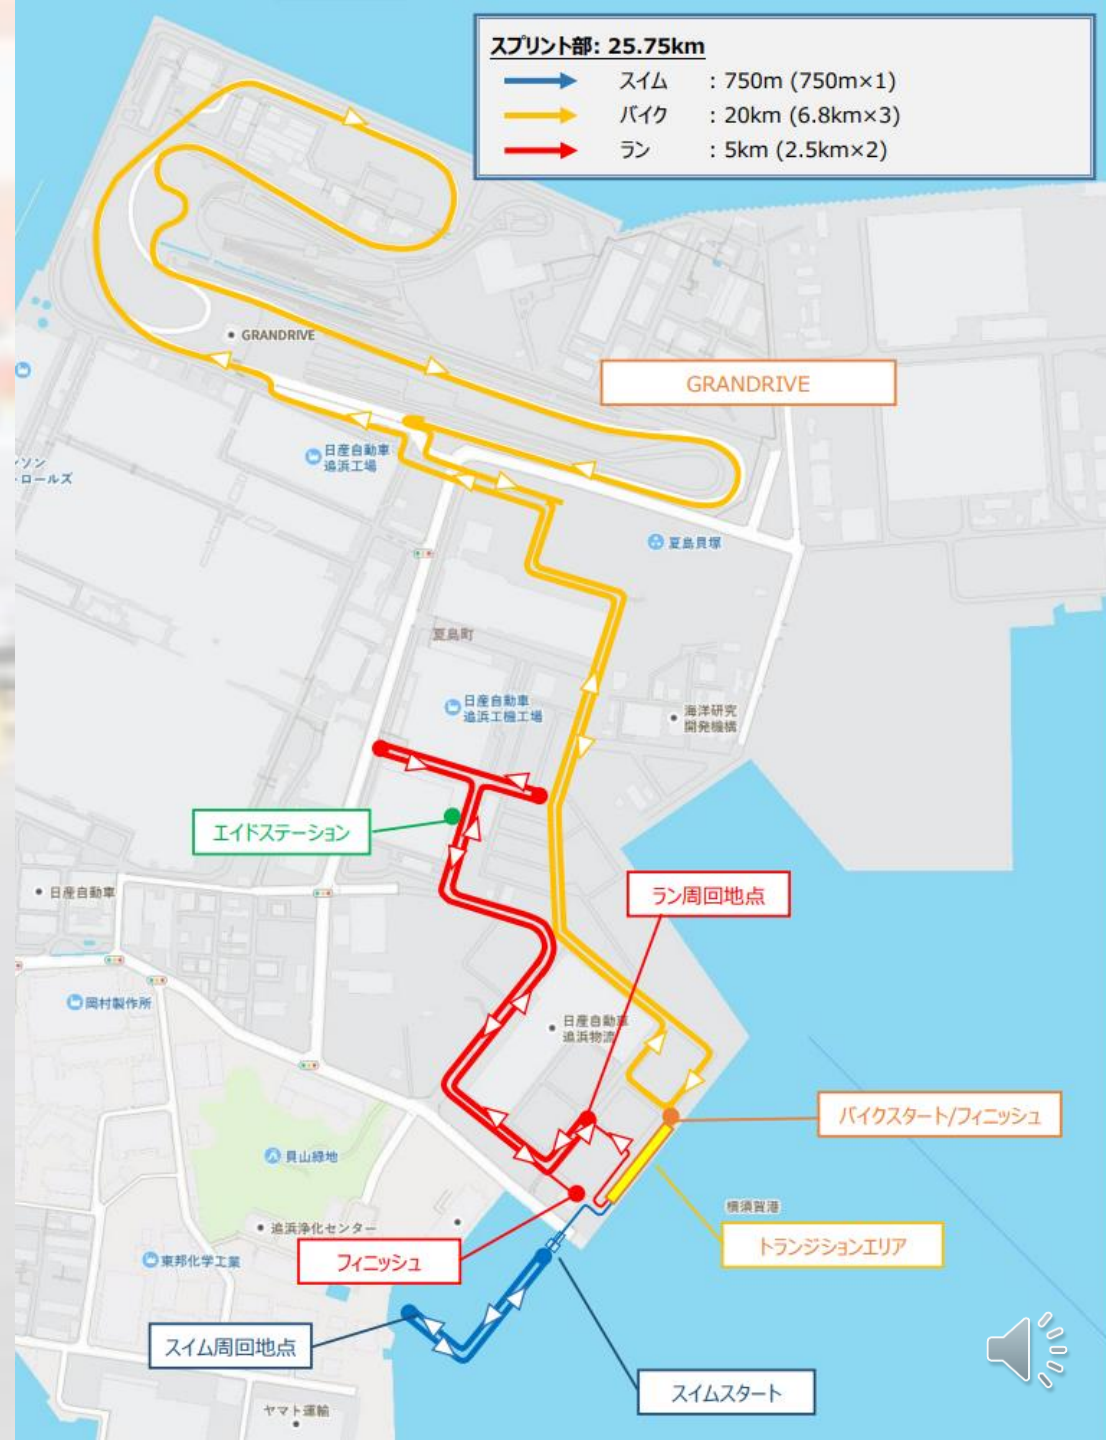 スプリント部: 25.75km
スイム : 750m (750m×1)
バイク : 20km (6.8km×3)
ラン : 5km (2.5km×2)
GRANDRIVE
GRANDRIVE
日産自動車
追浜工場
ソン
ロールズ
夏島貝塚
夏島町
日産自動車
追浜工機工場
海洋研究
開発機構
エイドステーション
ラン周回地点
日産自動車
岡村製作所
日産自動車
追浜物流
バイクスタート/フィニッシュ
貝山緑地
横須賀港
追浜浄化センター
トランジションエリア
フィニッシュ
東邦化学工業
スイム周回地点
スイムスタート
ヤマト運輸